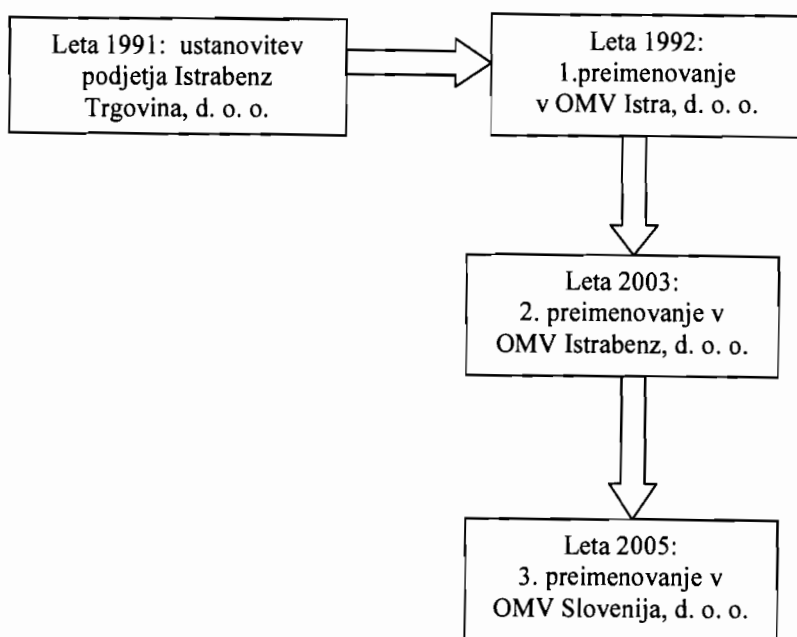 Leta 1991: ustanovitev
podjetja Istrabenz
Trgovina, d. o. o.
Leta 1992:
1.preimenovanje
v OMV Istra, d. o. o.
Leta 2003:
2. preimenovanje v
OMV Istrabenz, d. o. o.
Leta 2005:
3. preimenovanje v
OMV Slovenija, d. o. o.